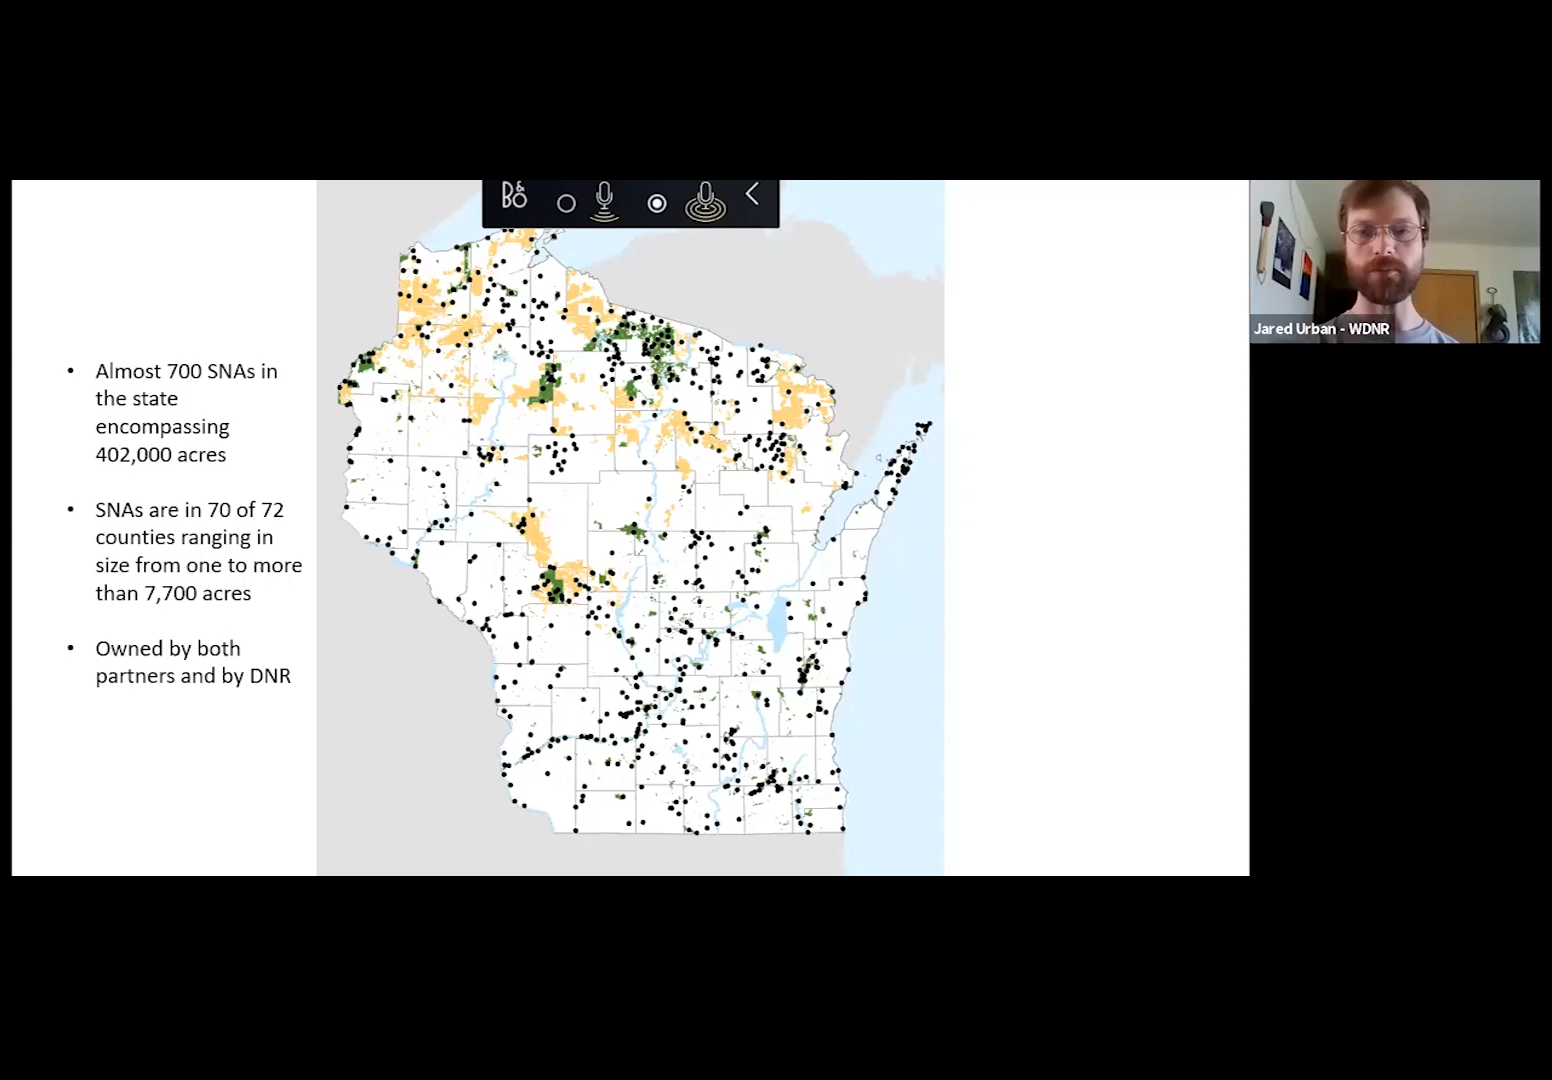 B&O
• Almost 700 SNAs in
the state
encompassing
402,000 acres
• SNAs are in 70 of 72
counties ranging in
size from one to more
than 7,700 acres
• Owned by both
partners and by DNR
Jared Urban - WDNR